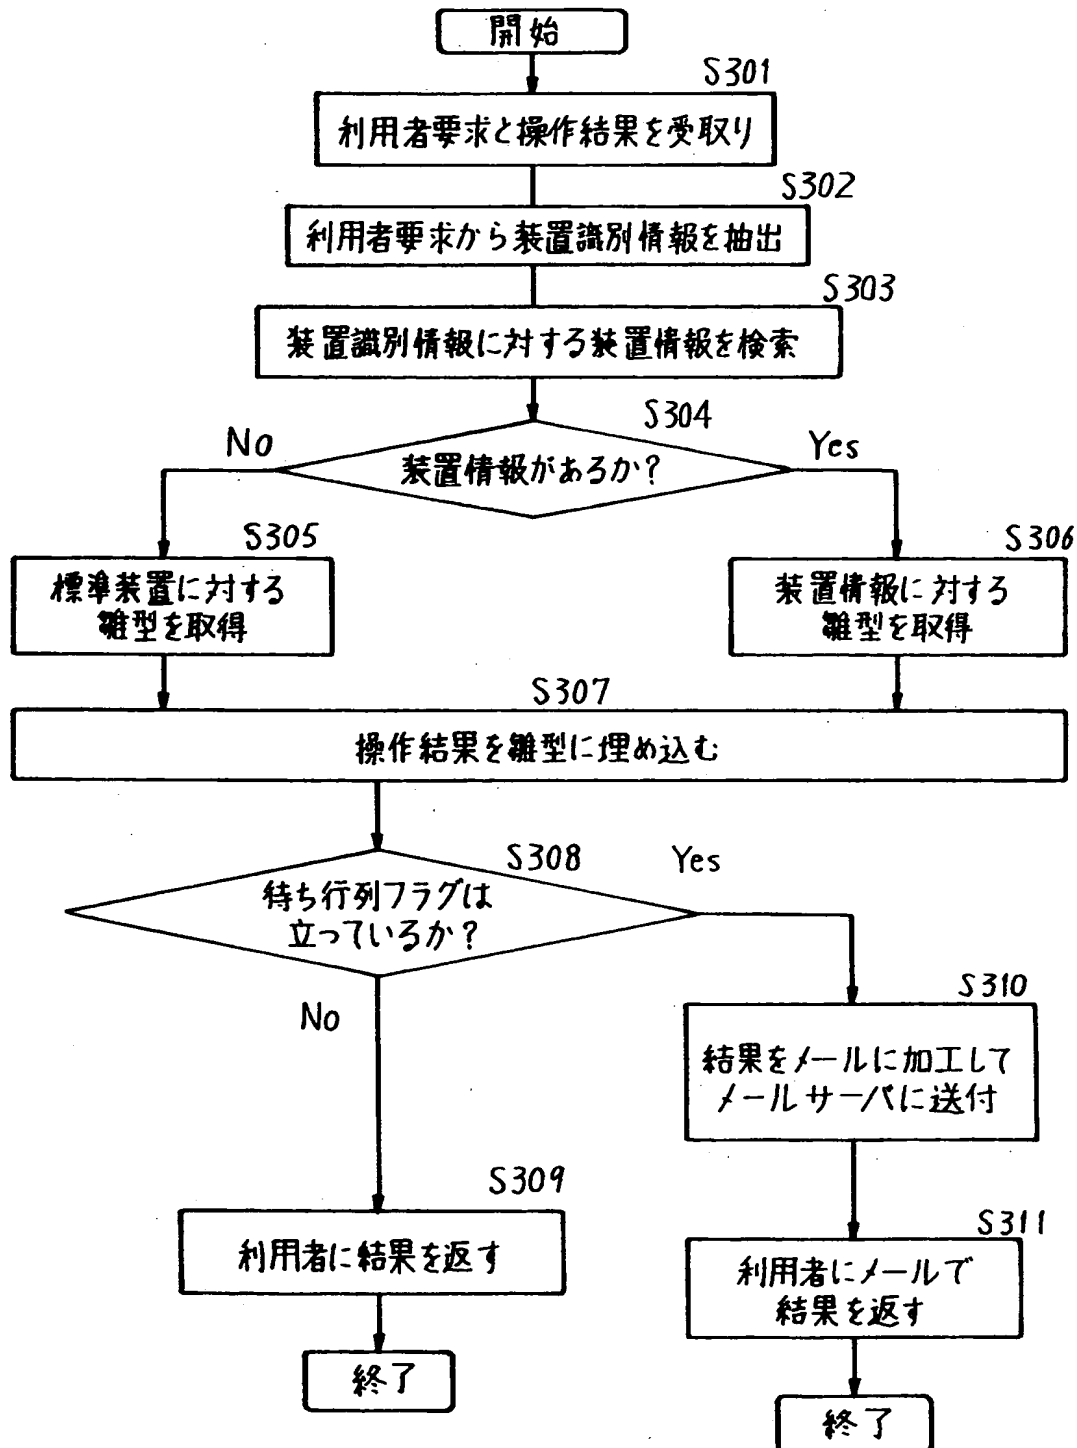 開始
S301
利用者要求と操作結果を受取り
S302
利用者要求から装置識別情報を抽出
S303
装置識別情報に対する装置情報を検索
S304
No
Yes
装置情報があるか?
S305
標準装置に対する
雛型を取得
S306
装置情報に対する
雛型を取得
S307
操作結果を雛型に埋め込む
S308
Yes
待ち行列フラグは
立っているか?
No
S310
結果をメールに加工して
メールサーバに送付
S309
利用者に結果を返す
S311
利用者にメールで
結果を返す
終了
終了